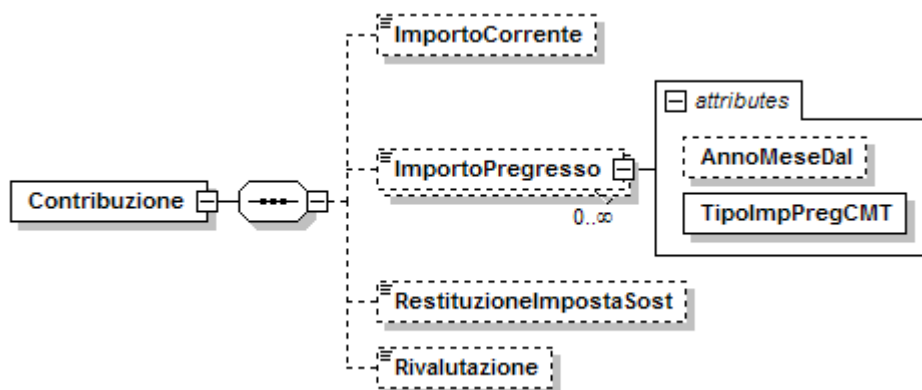 ImportoCorrente
attributes
AnnoMeseDal
ImportoPregresso
Contribuzione
TipoImpPregCMT
0..∞
RestituzioneImpostaSost
Rivalutazione